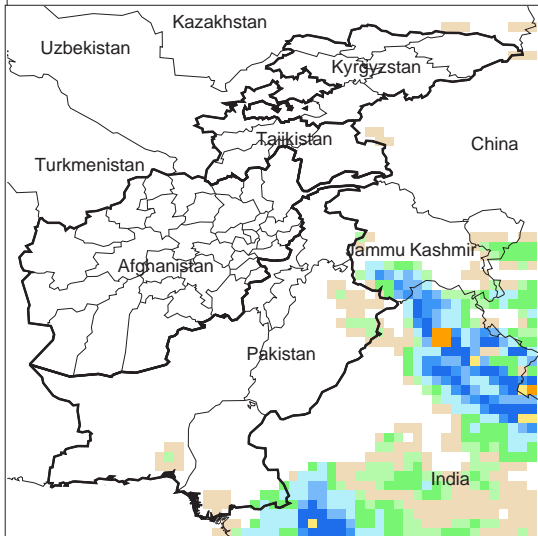 Kazakhstan
Uzbekistan
Kyrgyzstan
Tajikistan
China
Turkmenistan
Jammu Kashmir
Afghanistan
Pakistan
India